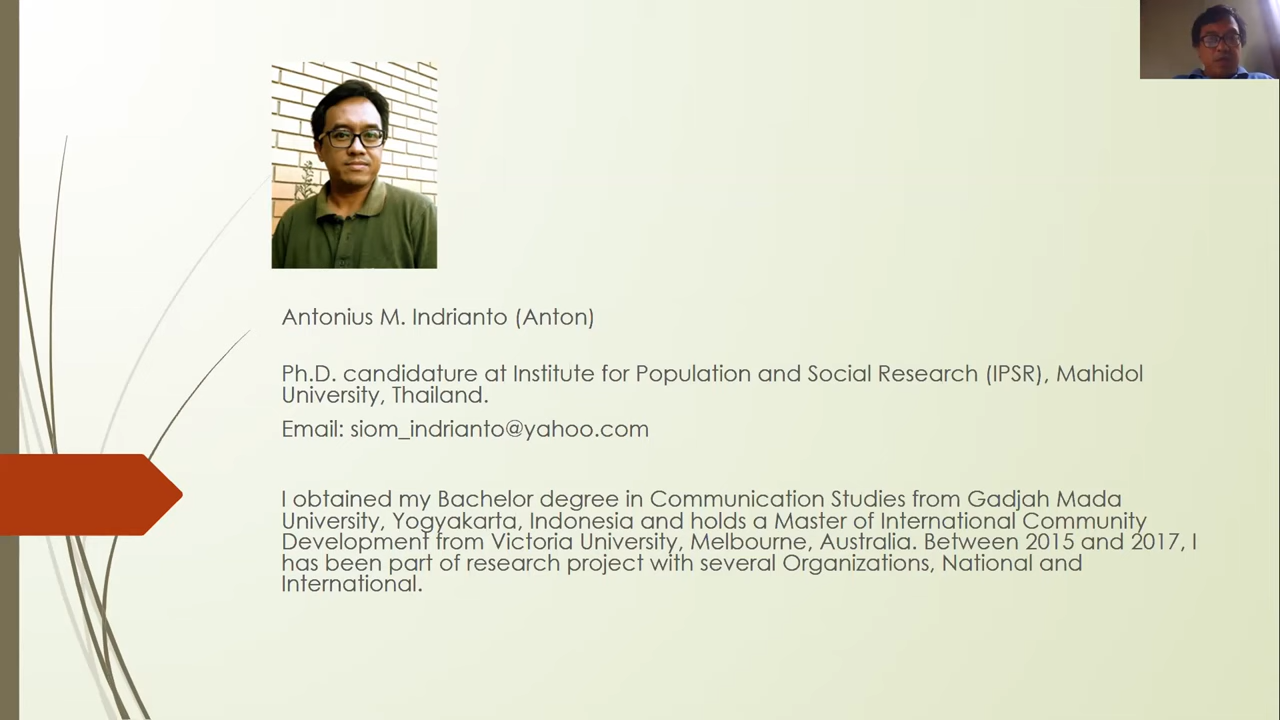 Antonius M. Indrianto (Anton)
Ph.D. candidature at Institute for Population and Social Research (IPSR), Mahidol
University, Thailand.
Email: siom_indrianto@yahoo.com
I obtained my Bachelor degree in Communication Studies from Gadjah Mada
University, Yogyakarta, Indonesia and holds a Master of International Community
Development from Victoria University, Melbourne, Australia. Between 2015 and 2017, I
has been part of research project with several Organizations, National and
International.